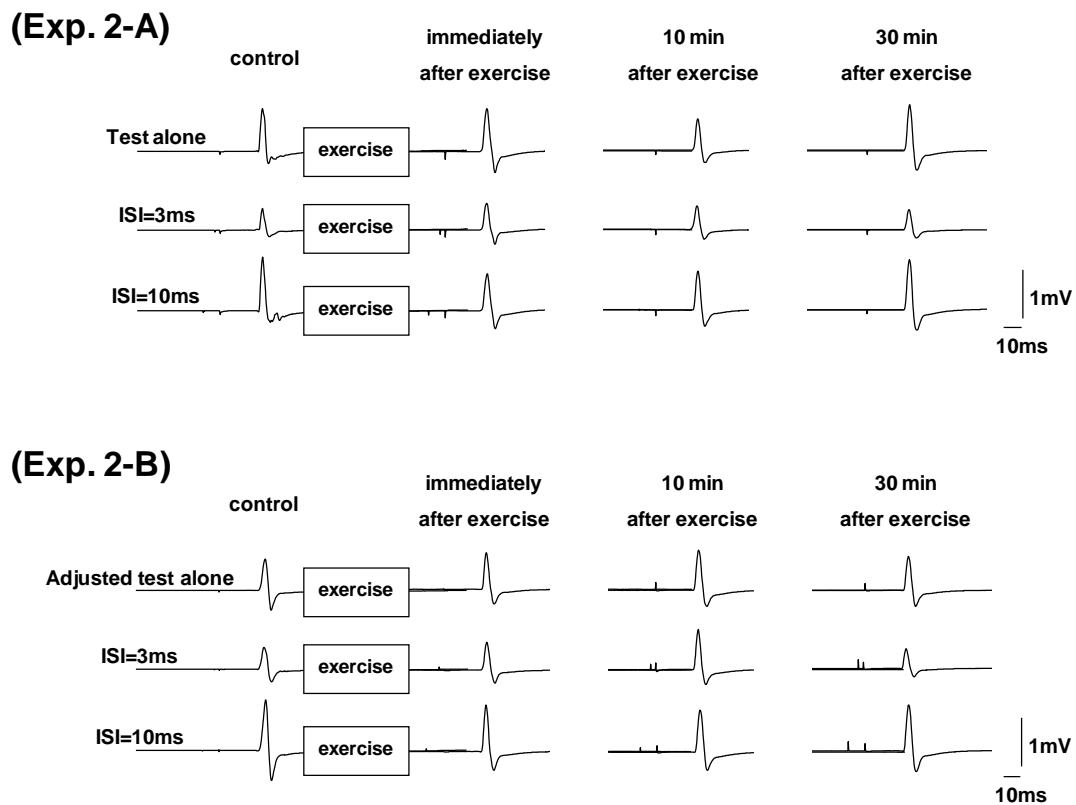 (Exp. 2-A)
control
immediately
after exercise
10 min
after exercise
30 min
after exercise
Test alone
exercise
ISI=3ms
exercise
ISI=10ms
exercise
1mV
10ms
(Exp. 2-B)
control
immediately
after exercise
10 min
after exercise
30 min
after exercise
Adjusted test alone
exercise
ISI=3ms
exercise
ISI=10ms
exercise
1mV
10ms